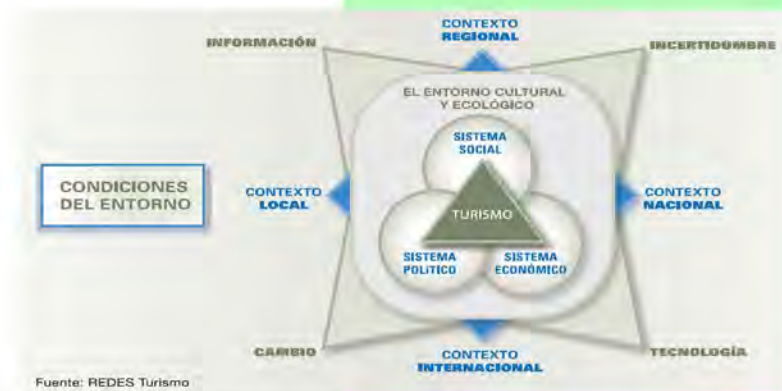 CONTEXTO
REGIONAL
INFORMACIÓN
INCERTIDUMBRE
EL ENTORNO CULTURAL
Y ECOLÓGICO
SISTEMA
SOCIAL
CONDICIONES
DEL ENTORNO
CONTEXTO
LOCAL
TURISMO
CONTEXTO
NACIONAL
SISTEMA
POLÍTICO
SISTEMA
ECONÓMICO
CAMBIO
CONTEXTO
INTERNACIONAL
TECNOLOGÍA
Fuente: REDES Turismo